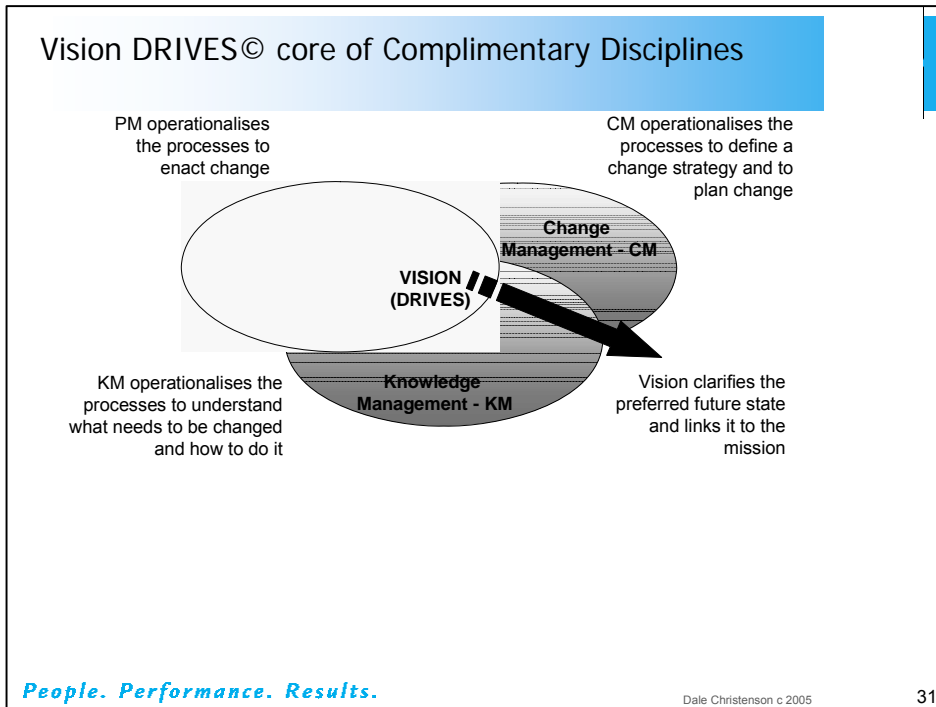 Vision DRIVES© core of Complimentary Disciplines
PM operationalises
the processes to
enact change
CM operationalises the
processes to define a
change strategy and to
plan change
Change
Management - CM
VISION
(DRIVES)
KM operationalises the
processes to understand
what needs to be changed
and how to do it
Knowledge
Management - KM
Vision clarifies the
preferred future state
and links it to the
mission
People. Performance. Results.
Dale Christenson c 2005
31